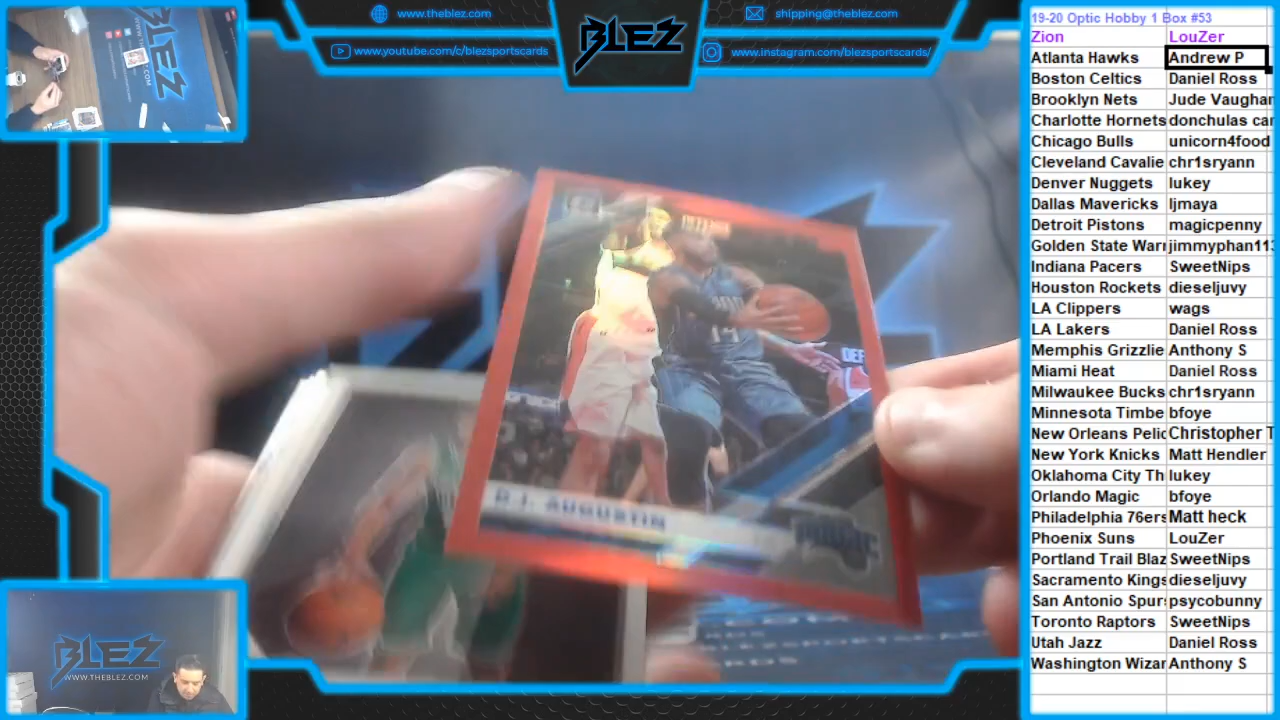 www.theblez.com
shipping@theblez.com
www.youtube.com/c/blezsportscards
BLEZ
www.instagram.com/blezsportscards/
19-20 Optic Hobby 1 Box #53
Zion LouZer
Atlanta Hawks Andrew P
Boston Celtics Daniel Ross
Brooklyn Nets Jude Vaughan
Charlotte Hornets donchulas car
Chicago Bulls unicorn4food
Cleveland Cavalie chr1sryann
Denver Nuggets lukey
Dallas Mavericks ljmaya
Detroit Pistons magicpenny
Golden State Warr jimmyphan113
Indiana Pacers SweetNips
Houston Rockets dieseljuvy
LA Clippers wags
LA Lakers Daniel Ross
Memphis Grizzlie Anthony S
Miami Heat Daniel Ross
Milwaukee Bucks chr1sryann
Minnesota Timbe bfoye
New Orleans Pelic Christopher T
New York Knicks Matt Hendler
Oklahoma City Th lukey
Orlando Magic bfoye
Philadelphia 76ers Matt heck
Phoenix Suns LouZer
Portland Trail Blaz SweetNips
Sacramento Kings dieseljuvy
San Antonio Spurs psycobunny
Toronto Raptors SweetNips
Utah Jazz Daniel Ross
Washington Wizar Anthony S
14
DEF
D.J. AUGUSTIN
MAGIC
BLEZ
WWW.THEBLEZ.COM